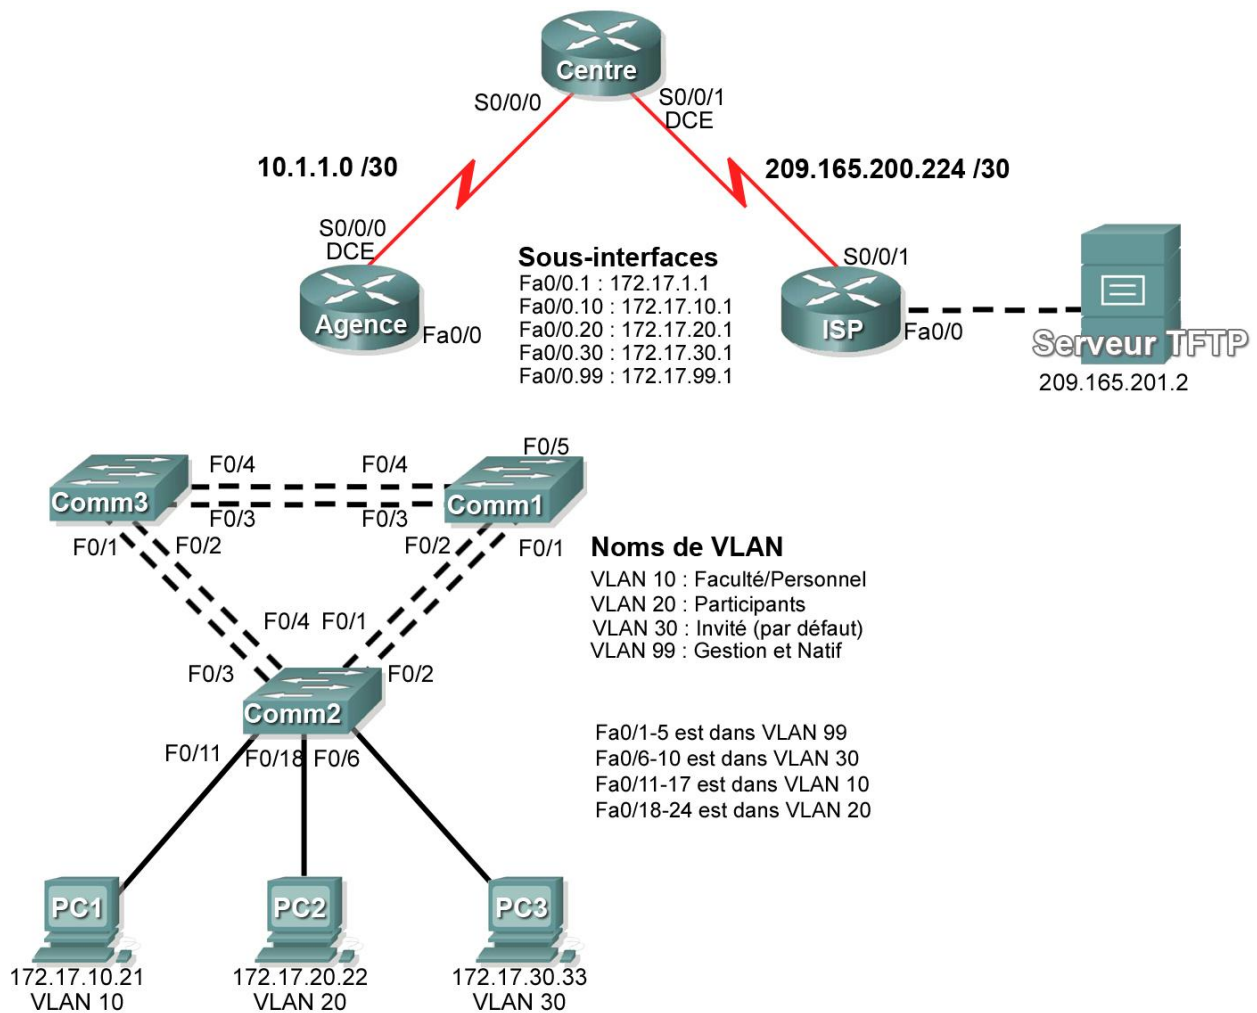 Centre
S0/0/0
S0/0/1
DCE
10.1.1.0 /30
209.165.200.224 /30
S0/0/0
DCE
Agence
Fa0/0
Sous-interfaces
Fa0/0.1 : 172.17.1.1
Fa0/0.10 : 172.17.10.1
Fa0/0.20 : 172.17.20.1
Fa0/0.30 : 172.17.30.1
Fa0/0.99 : 172.17.99.1
S0/0/1
ISP
Fa0/0
Serveur TFTP
209.165.201.2
F0/5
Comm3
F0/4
F0/4
Comm1
F0/3
F0/3
F0/1
F0/2
F0/2
F0/1
Noms de VLAN
VLAN 10 : Faculté/Personnel
VLAN 20 : Participants
VLAN 30 : Invité (par défaut)
VLAN 99 : Gestion et Natif
F0/4
F0/1
F0/3
F0/2
Comm2
F0/11
F0/18
F0/6
Fa0/1-5 est dans VLAN 99
Fa0/6-10 est dans VLAN 30
Fa0/11-17 est dans VLAN 10
Fa0/18-24 est dans VLAN 20
PC1
PC2
PC3
172.17.10.21
VLAN 10
172.17.20.22
VLAN 20
172.17.30.33
VLAN 30